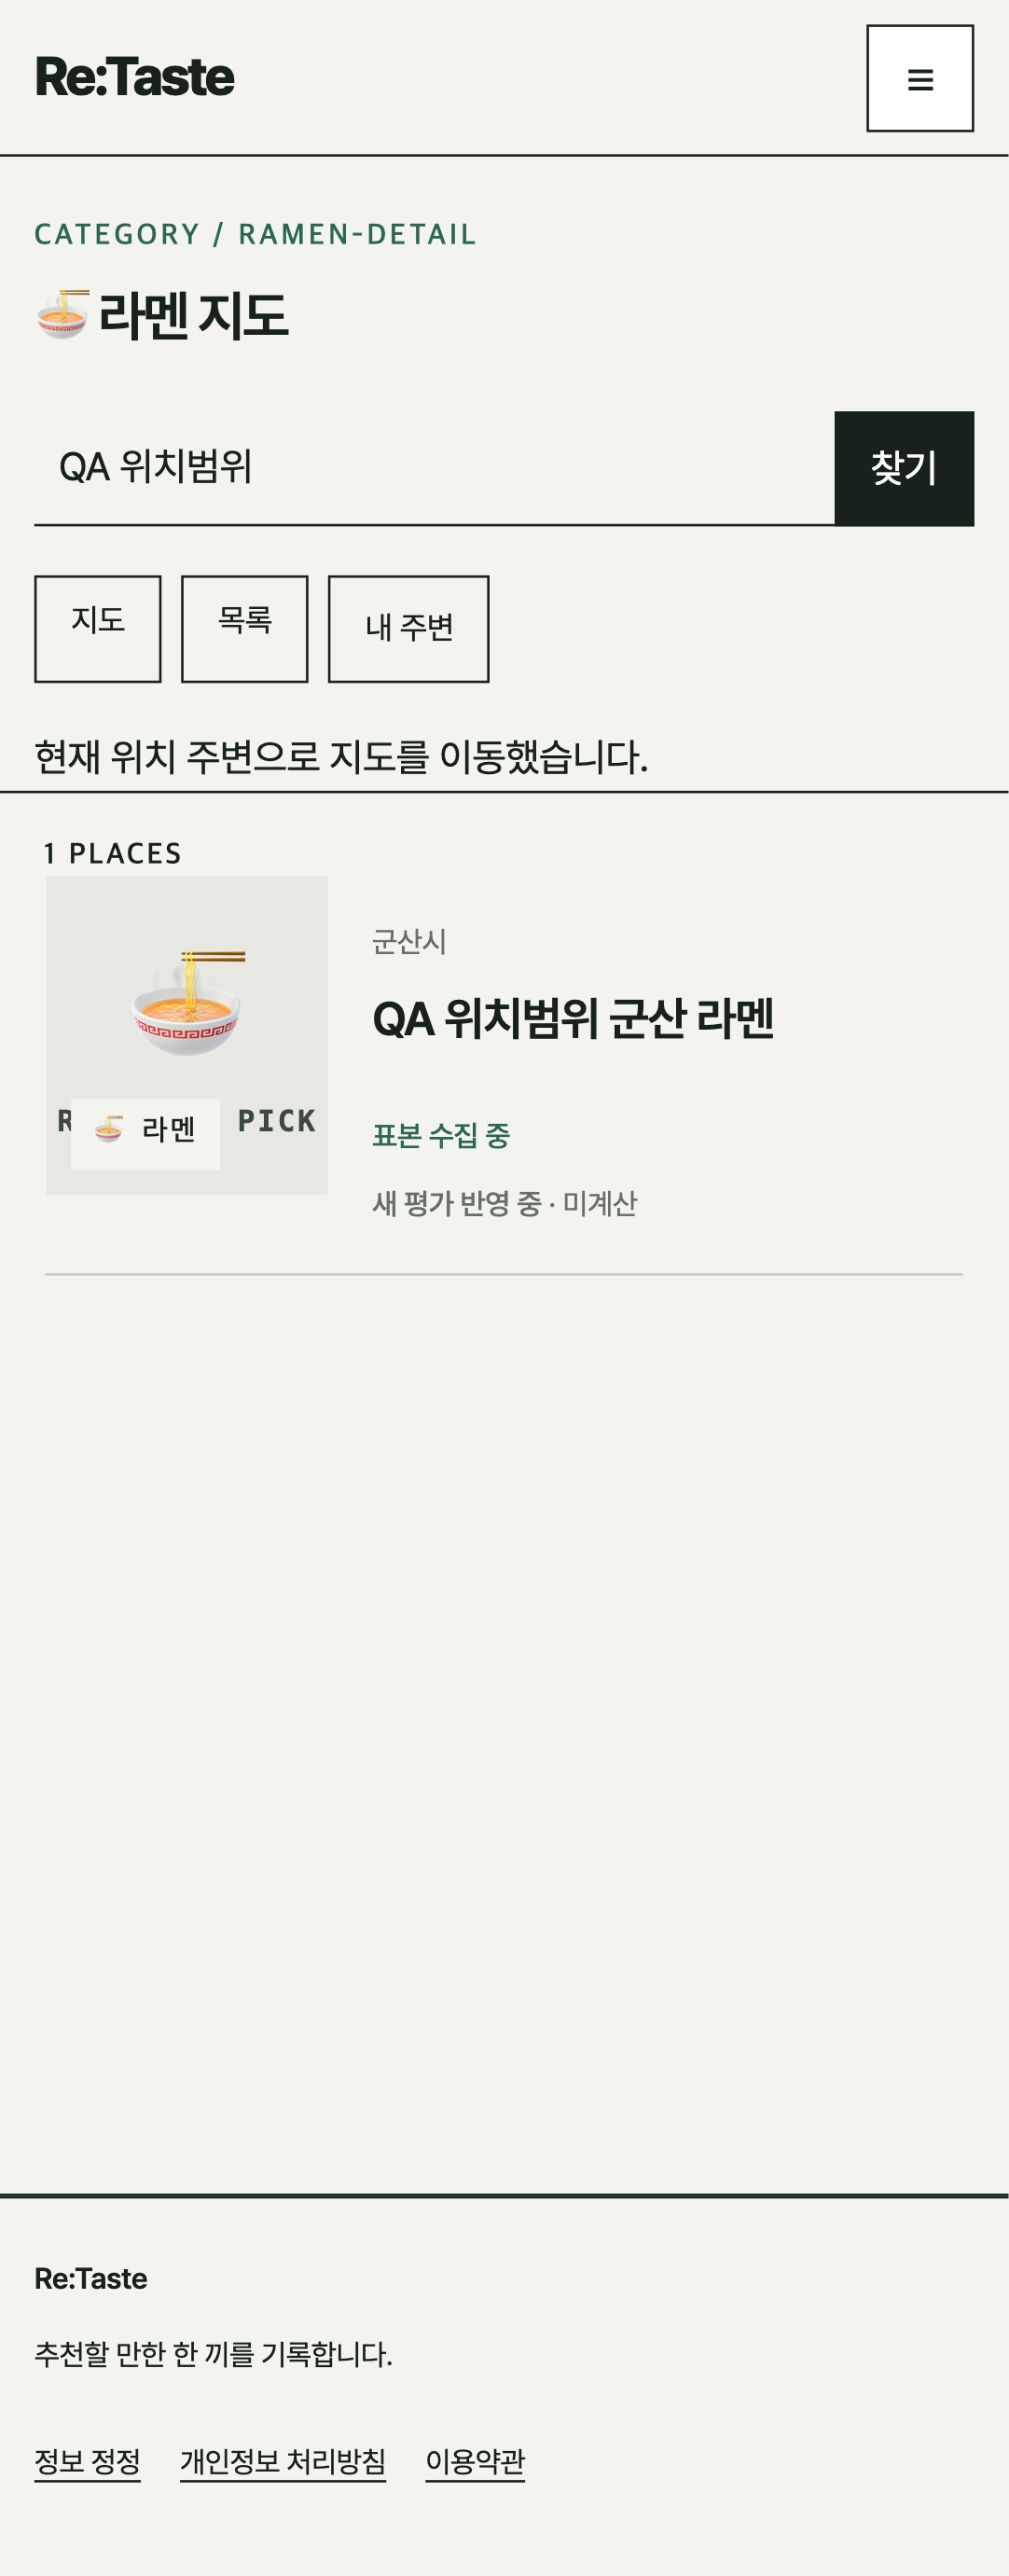 Re:Taste
≡
CATEGORY / RAMEN-DETAIL
🍜 라멘 지도
QA 위치범위
찾기
지도
목록
내 주변
현재 위치 주변으로 지도를 이동했습니다.
1 PLACES
PICK
🍜 라멘
군산시
QA 위치범위 군산 라멘
표본 수집 중
새 평가 반영 중 · 미계산
Re:Taste
추천할 만한 한 끼를 기록합니다.
정보 정정
개인정보 처리방침
이용약관